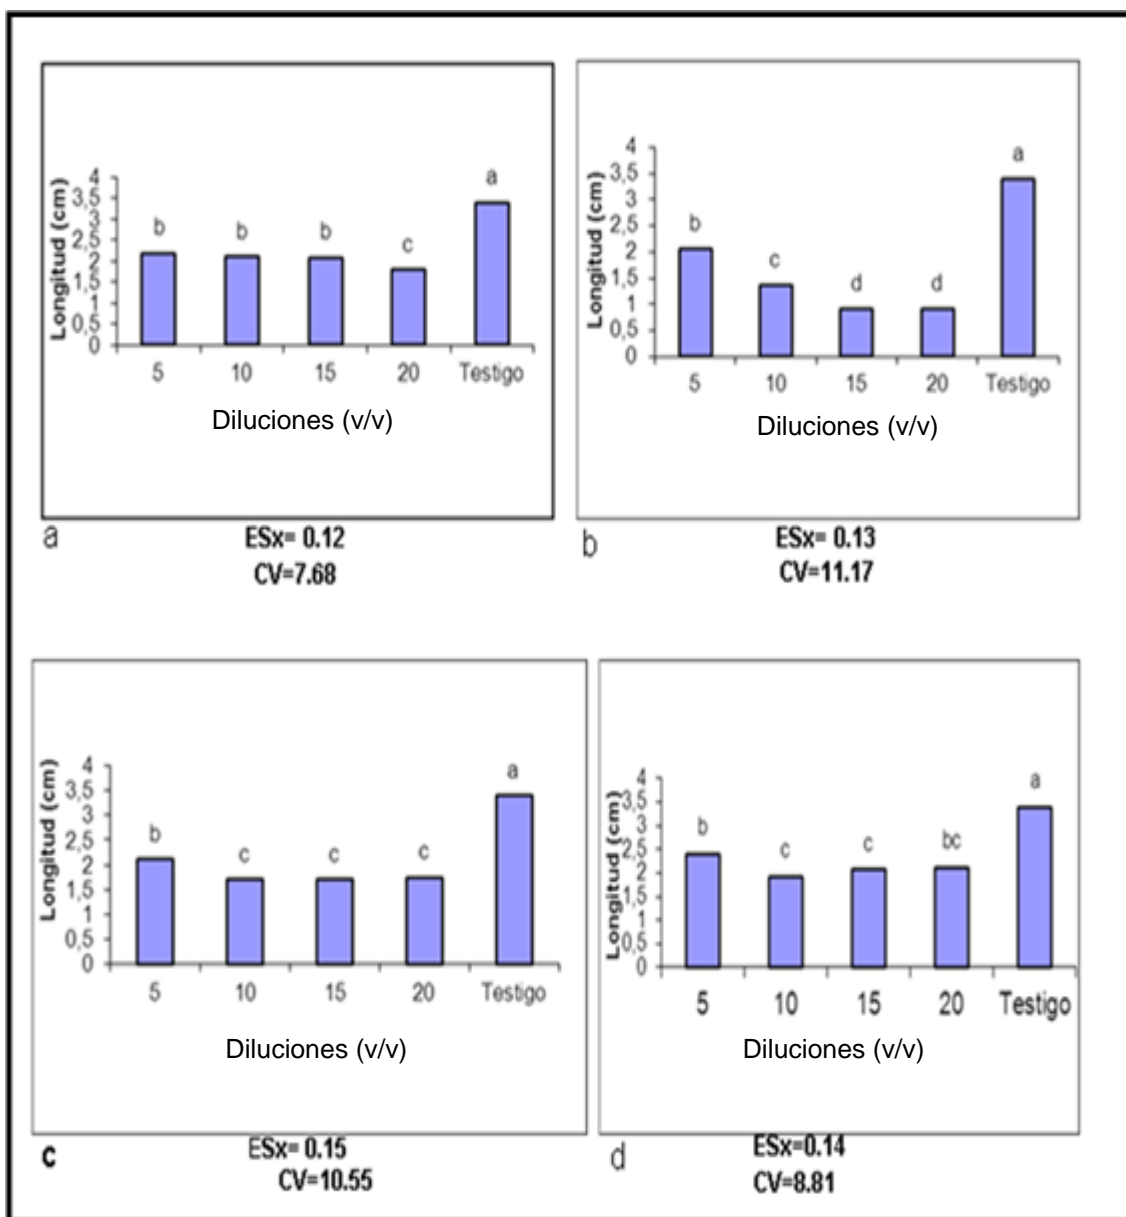 Longitud (cm)
4
3,5
3
2,5
2
1,5
1
0,5
0
b
b
b
c
a
5 10 15 20 Testigo
Diluciones (v/v)
a
ESx= 0.12
CV=7.68
Longitud (cm)
4
3,5
3
2,5
2
1,5
1
0,5
0
b
c
d
d
a
5 10 15 20 Testigo
Diluciones (v/v)
b
ESx= 0.13
CV=11.17
Longitud (cm)
4
3,5
3
2,5
2
1,5
1
0,5
0
b
c
c
c
a
5 10 15 20 Testigo
Diluciones (v/v)
c
ESx= 0.15
CV=10.55
Longitud (cm)
4
3,5
3
2,5
2
1,5
1
0,5
0
b
c
c
bc
a
5 10 15 20 Testigo
Diluciones (v/v)
d
ESx=0.14
CV=8.81